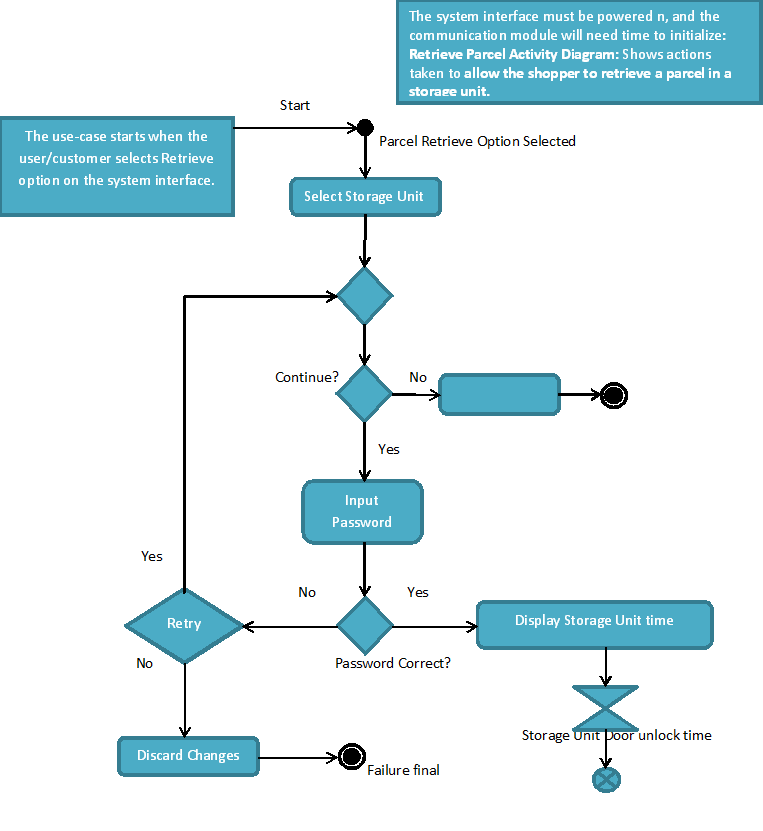 The system interface must be powered n, and the
communication module will need time to initialize:
Retrieve Parcel Activity Diagram: Shows actions
taken to allow the shopper to retrieve a parcel in a
storage unit.
Start
The use-case starts when the
user/customer selects Retrieve
option on the system interface.
Parcel Retrieve Option Selected
Select Storage Unit
Continue?
No
Yes
Input
Password
Yes
No
Yes
Retry
Display Storage Unit time
No
Password Correct?
Storage Unit Door unlock time
Discard Changes
Failure final